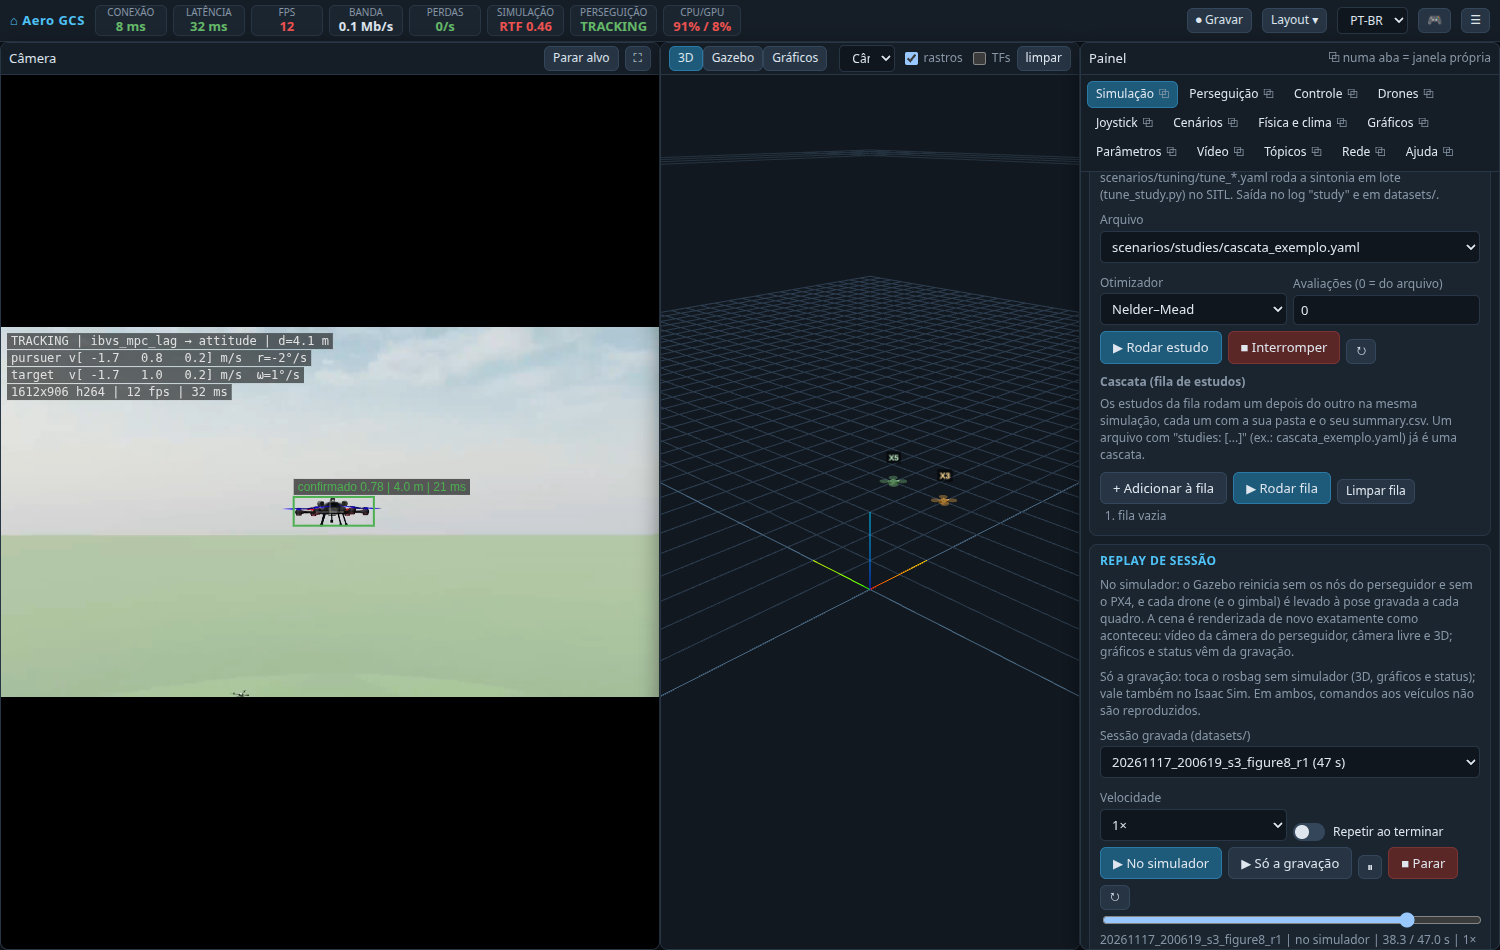 ⌂ Aero GCS
CONEXÃO
8 ms
LATÊNCIA
32 ms
FPS
12
BANDA
0.1 Mb/s
PERDAS
0/s
SIMULAÇÃO
RTF 0.46
PERSEGUIÇÃO
TRACKING
CPU/GPU
91% / 8%
● Gravar
Layout ▾
PT-BR
Câmera
Parar alvo
3D
Gazebo
Gráficos
Câr
rastros
TFs
limpar
TRACKING | ibvs_mpc_lag → attitude | d=4.1 m
pursuer v[ -1.7 0.8 0.2] m/s r=-2°/s
target v[ -1.7 1.0 0.2] m/s ω=1°/s
1612x906 h264 | 12 fps | 32 ms
confirmado 0.78 | 4.0 m | 21 ms
X5
X3
Painel
numa aba = janela própria
Simulação
Perseguição
Controle
Drones
Joystick
Cenários
Física e clima
Gráficos
Parâmetros
Vídeo
Tópicos
Rede
Ajuda
scenarios/tuning/tune_*.yaml roda a sintonia em lote
(tune_study.py) no SITL. Saída no log "study" e em datasets/.
Arquivo
scenarios/studies/cascata_exemplo.yaml
Otimizador
Avaliações (0 = do arquivo)
Nelder–Mead
0
▶ Rodar estudo
■ Interromper
↻
Cascata (fila de estudos)
Os estudos da fila rodam um depois do outro na mesma
simulação, cada um com a sua pasta e o seu summary.csv. Um
arquivo com "studies: [...]" (ex.: cascata_exemplo.yaml) já é uma
cascata.
+ Adicionar à fila
▶ Rodar fila
Limpar fila
1. fila vazia
REPLAY DE SESSÃO
No simulador: o Gazebo reinicia sem os nós do perseguidor e sem
o PX4, e cada drone (e o gimbal) é levado à pose gravada a cada
quadro. A cena é renderizada de novo exatamente como
aconteceu: vídeo da câmera do perseguidor, câmera livre e 3D;
gráficos e status vêm da gravação.
Só a gravação: toca o rosbag sem simulador (3D, gráficos e status);
vale também no Isaac Sim. Em ambos, comandos aos veículos não
são reproduzidos.
Sessão gravada (datasets/)
20261117_200619_s3_figure8_r1 (47 s)
Velocidade
1×
Repetir ao terminar
▶ No simulador
▶ Só a gravação
■ Parar
↻
20261117_200619_s3_figure8_r1 | no simulador | 38.3 / 47.0 s | 1×